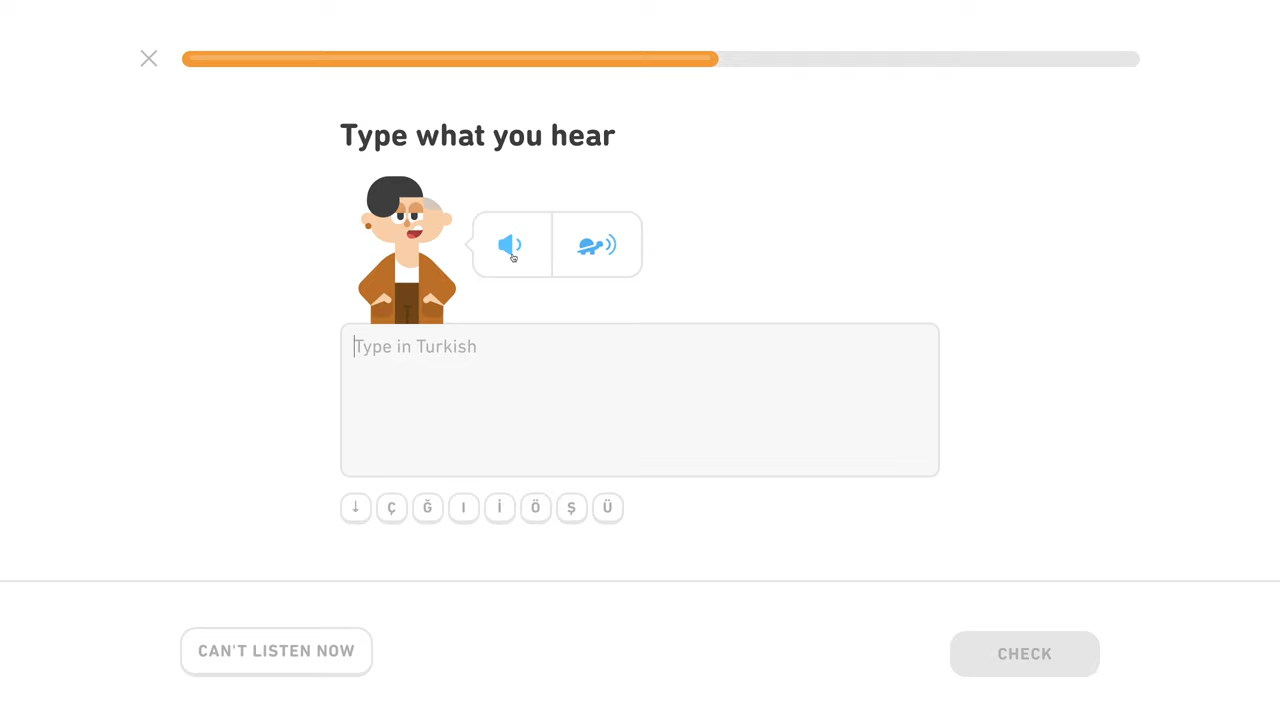 Type what you hear
Type in Turkish
↓ Ç Ğ I İ Ö Ş Ü
CAN'T LISTEN NOW
CHECK